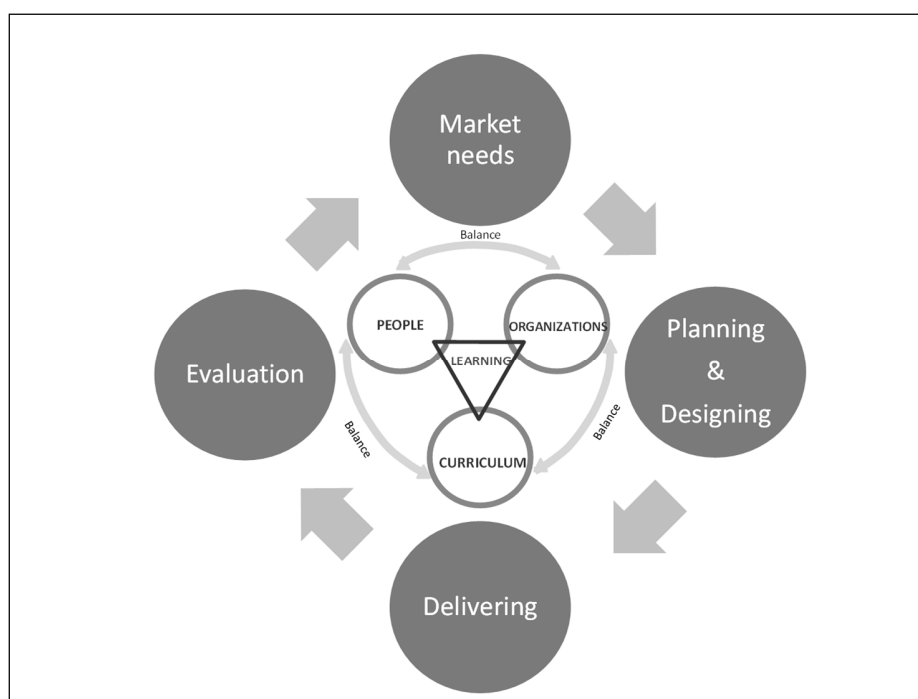 Market
needs
Balance
PEOPLE
ORGANIZATIONS
LEARNING
Evaluation
Planning
&
Designing
Balance
Balance
CURRICULUM
Delivering